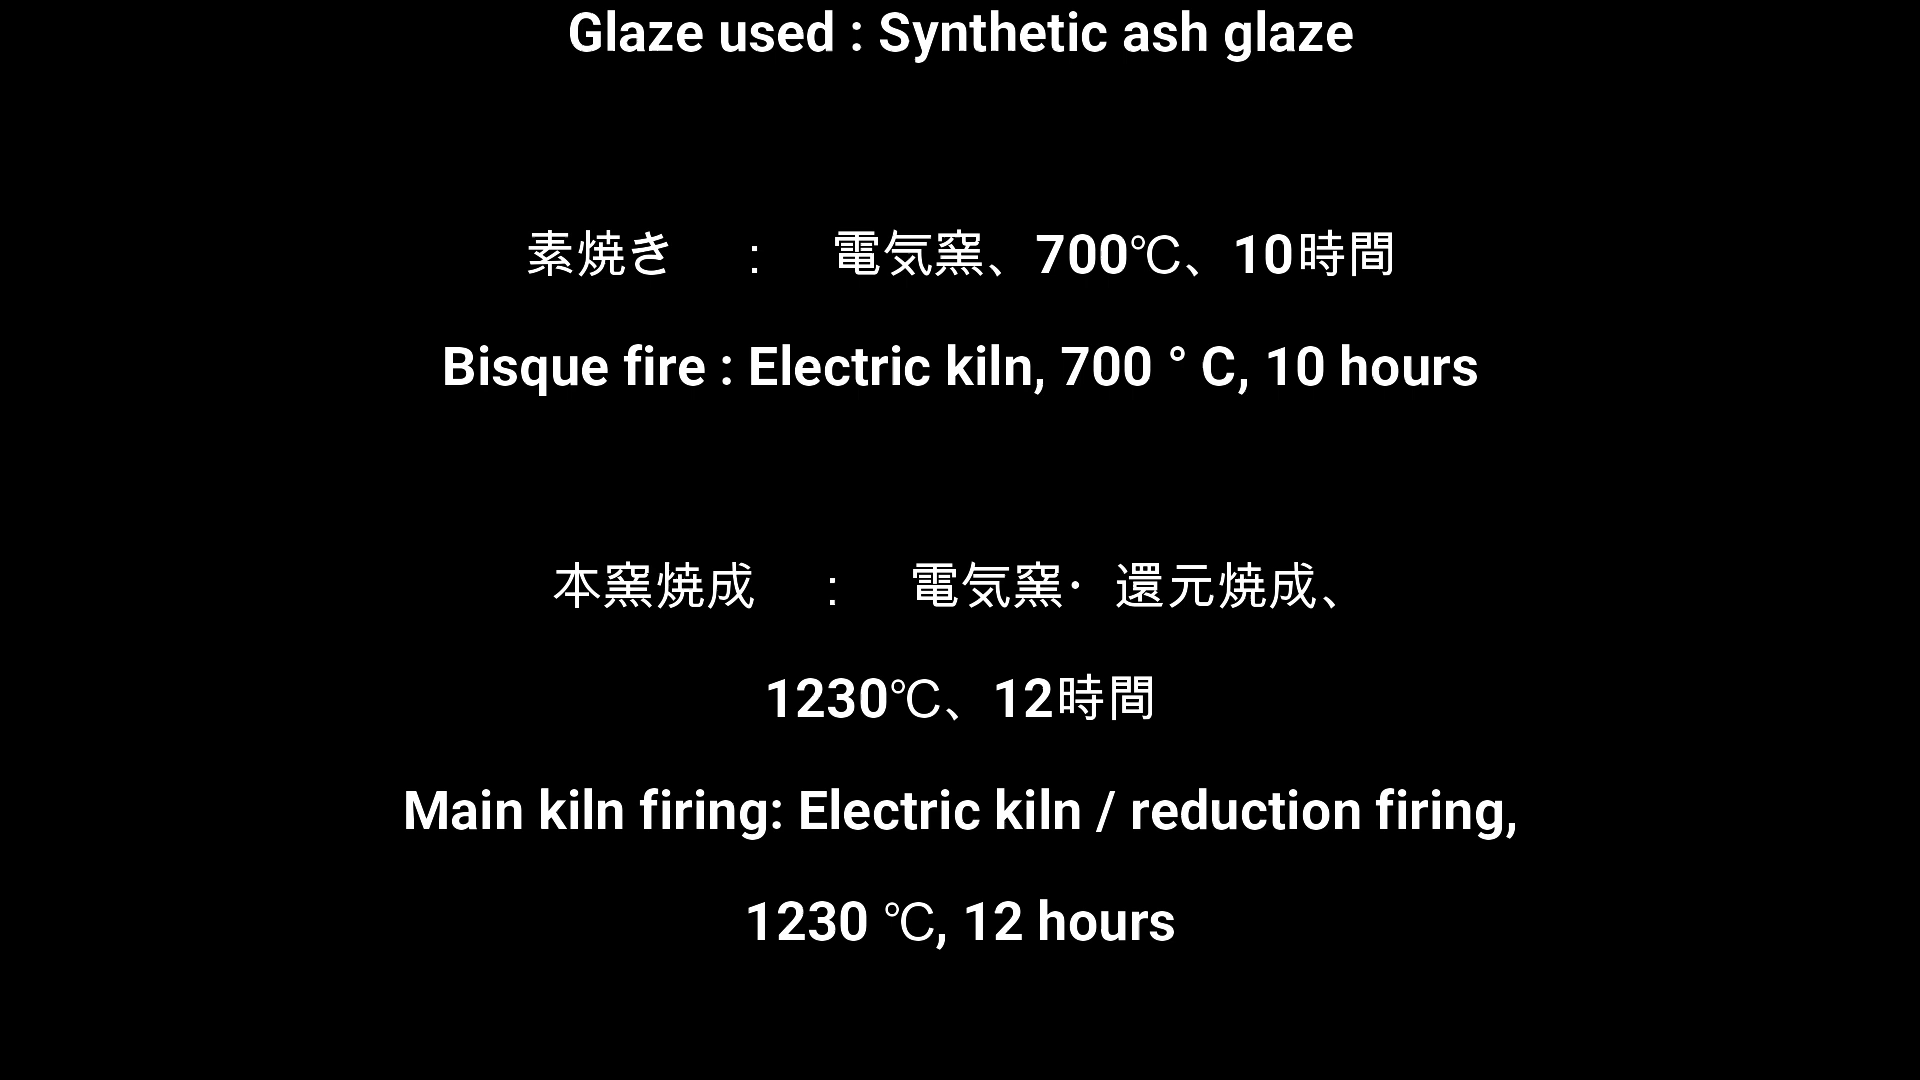 Glaze used : Synthetic ash glaze
素焼き　:　電気窯、700℃、10時間
Bisque fire : Electric kiln, 700 ° C, 10 hours
本窯焼成　:　電気窯・還元焼成、
1230℃、12時間
Main kiln firing: Electric kiln / reduction firing,
1230 ℃, 12 hours